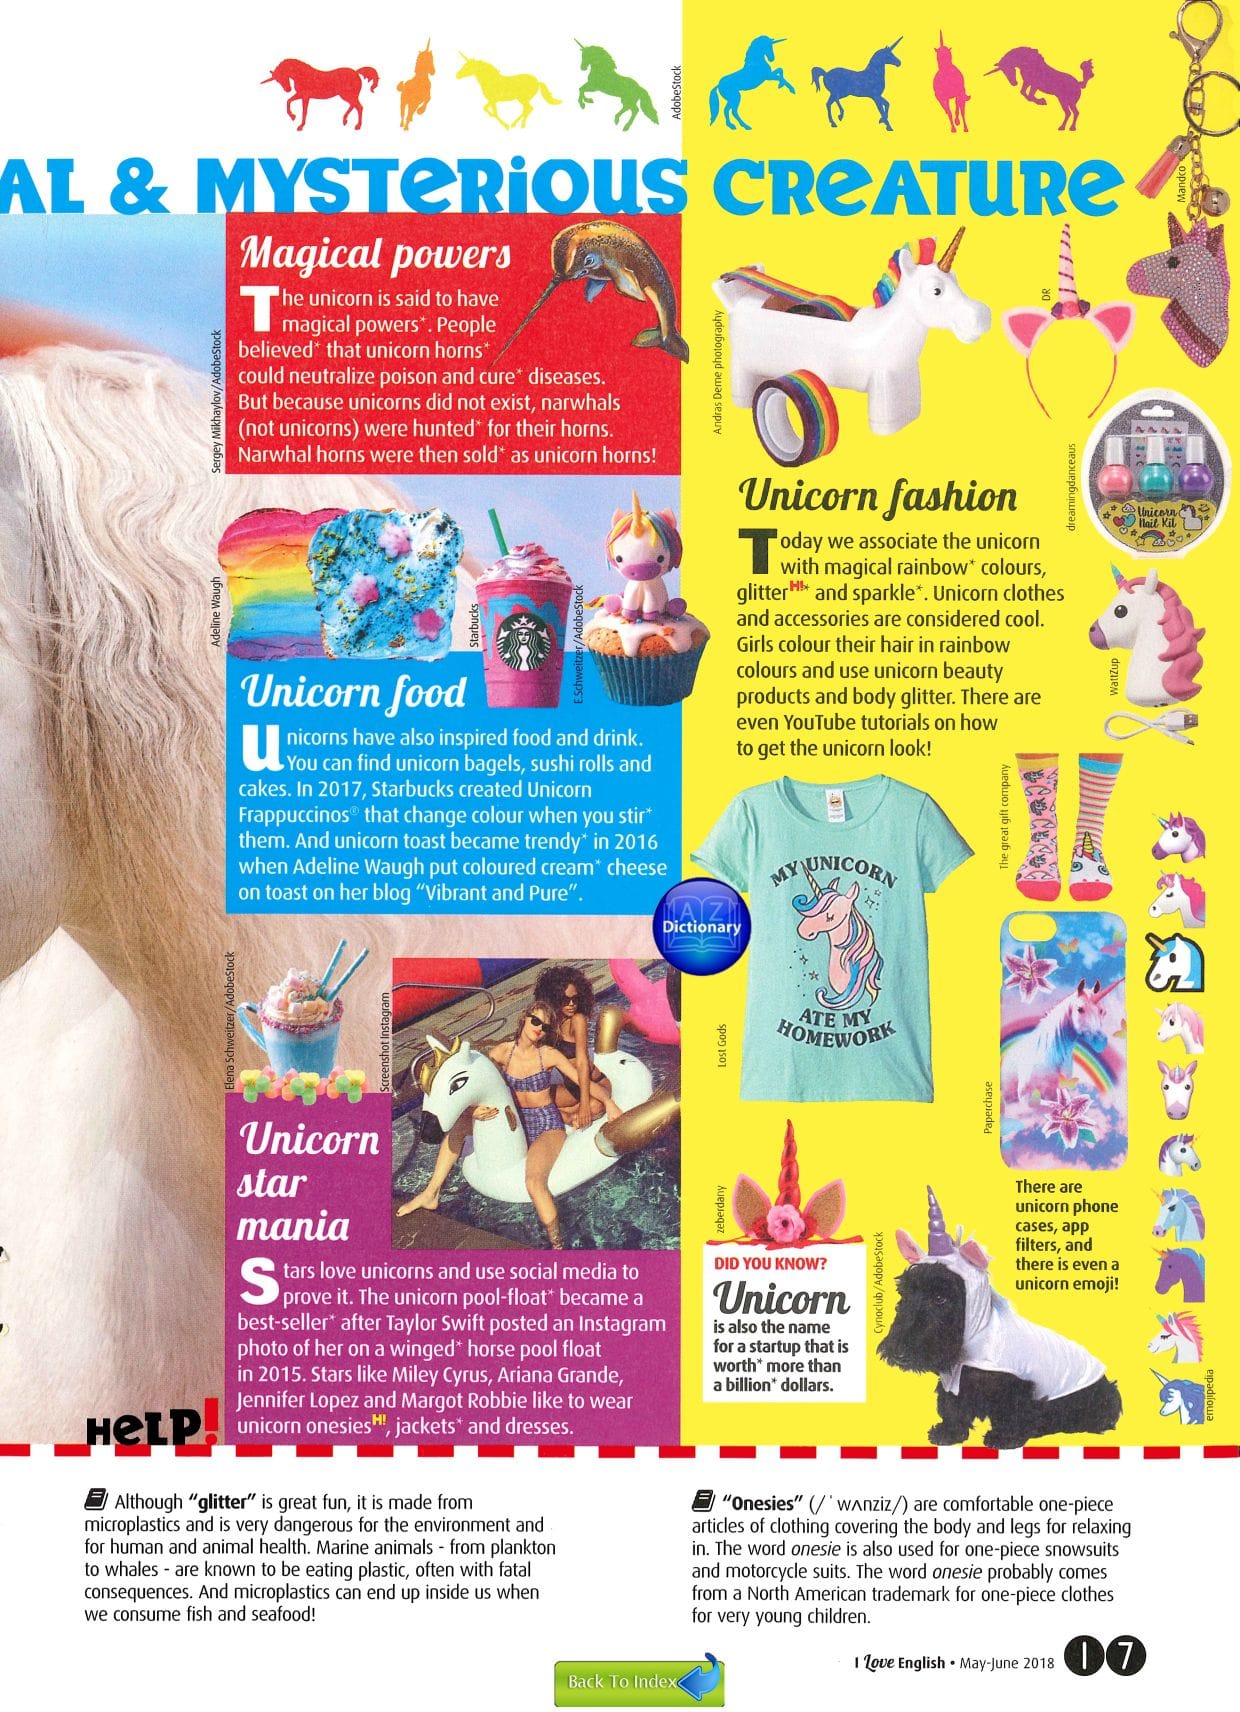 AL & MYSTERIOUS CREATURE
AdobeStock
Mandco
Sergey Mikhaylov/AdobeStock
Magical powers
The unicorn is said to have
magical powers*. People
believed* that unicorn horns*
could neutralize poison and cure* diseases.
But because unicorns did not exist, narwhals
(not unicorns) were hunted* for their horns.
Narwhal horns were then sold* as unicorn horns!
Adeline Waugh
Starbucks
E.Schweitzer/AdobeStock
Unicorn food
Unicorns have also inspired food and drink.
You can find unicorn bagels, sushi rolls and
cakes. In 2017, Starbucks created Unicorn
Frappuccinos® that change colour when you stir*
them. And unicorn toast became trendy* in 2016
when Adeline Waugh put coloured cream* cheese
on toast on her blog “Vibrant and Pure”.
Elena Schweitzer/AdobeStock
Screenshot Instagram
Unicorn
star
mania
Stars love unicorns and use social media to
prove it. The unicorn pool-float* became a
best-seller* after Taylor Swift posted an Instagram
photo of her on a winged* horse pool float
in 2015. Stars like Miley Cyrus, Ariana Grande,
Jennifer Lopez and Margot Robbie like to wear
unicorn onesies H!, jackets* and dresses.
Andras Deme photography
DR
dreamingdanceaus
Unicorn
Nail Kit
Unicorn fashion
Today we associate the unicorn
with magical rainbow* colours,
glitter H!* and sparkle*. Unicorn clothes
and accessories are considered cool.
Girls colour their hair in rainbow
colours and use unicorn beauty
products and body glitter. There are
even YouTube tutorials on how
to get the unicorn look!
WattZup
The great gift company
A Z
Dictionary
MY UNICORN
ATE MY
HOMEWORK
Lost Gods
Paperchase
There are
unicorn phone
cases, app
filters, and
there is even a
unicorn emoji!
emojipedia
zeberdany
DID YOU KNOW?
Unicorn
is also the name
for a startup that is
worth* more than
a billion* dollars.
Cynoclub/AdobeStock
HELP!
Although “glitter” is great fun, it is made from
microplastics and is very dangerous for the environment and
for human and animal health. Marine animals - from plankton
to whales - are known to be eating plastic, often with fatal
consequences. And microplastics can end up inside us when
we consume fish and seafood!
“Onesies” (/ˈwʌnziz/) are comfortable one-piece
articles of clothing covering the body and legs for relaxing
in. The word onesie is also used for one-piece snowsuits
and motorcycle suits. The word onesie probably comes
from a North American trademark for one-piece clothes
for very young children.
I Love English • May-June 2018 17
Back To Index